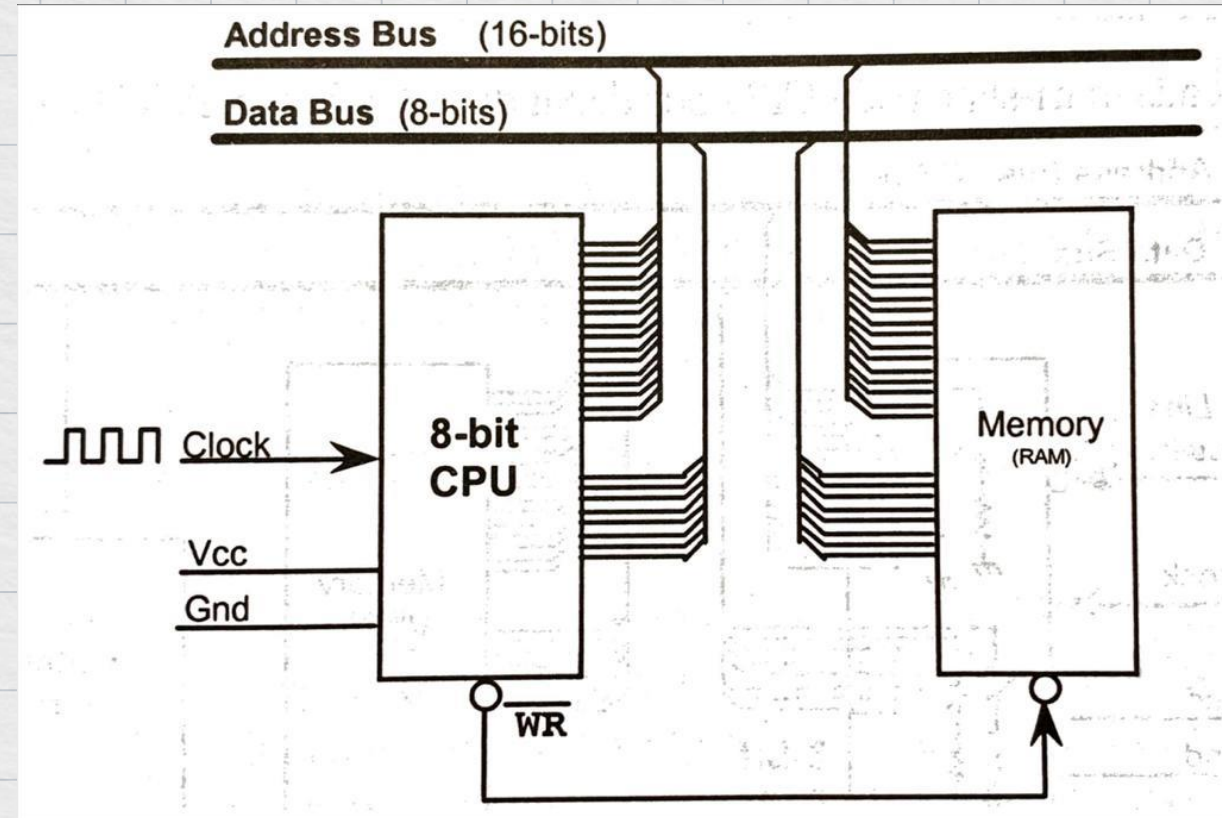 Address Bus (16-bits)
Data Bus (8-bits)
8-bit
CPU
Clock
Vcc
Gnd
WR
Memory
(RAM)